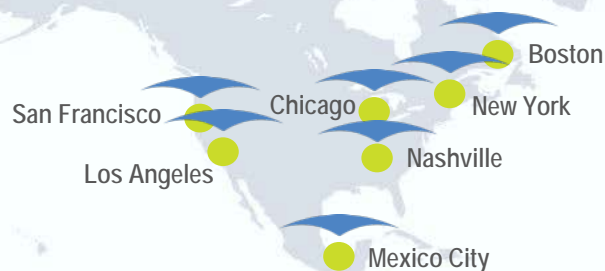 Boston
San Francisco
Chicago
New York
Los Angeles
Nashville
Mexico City